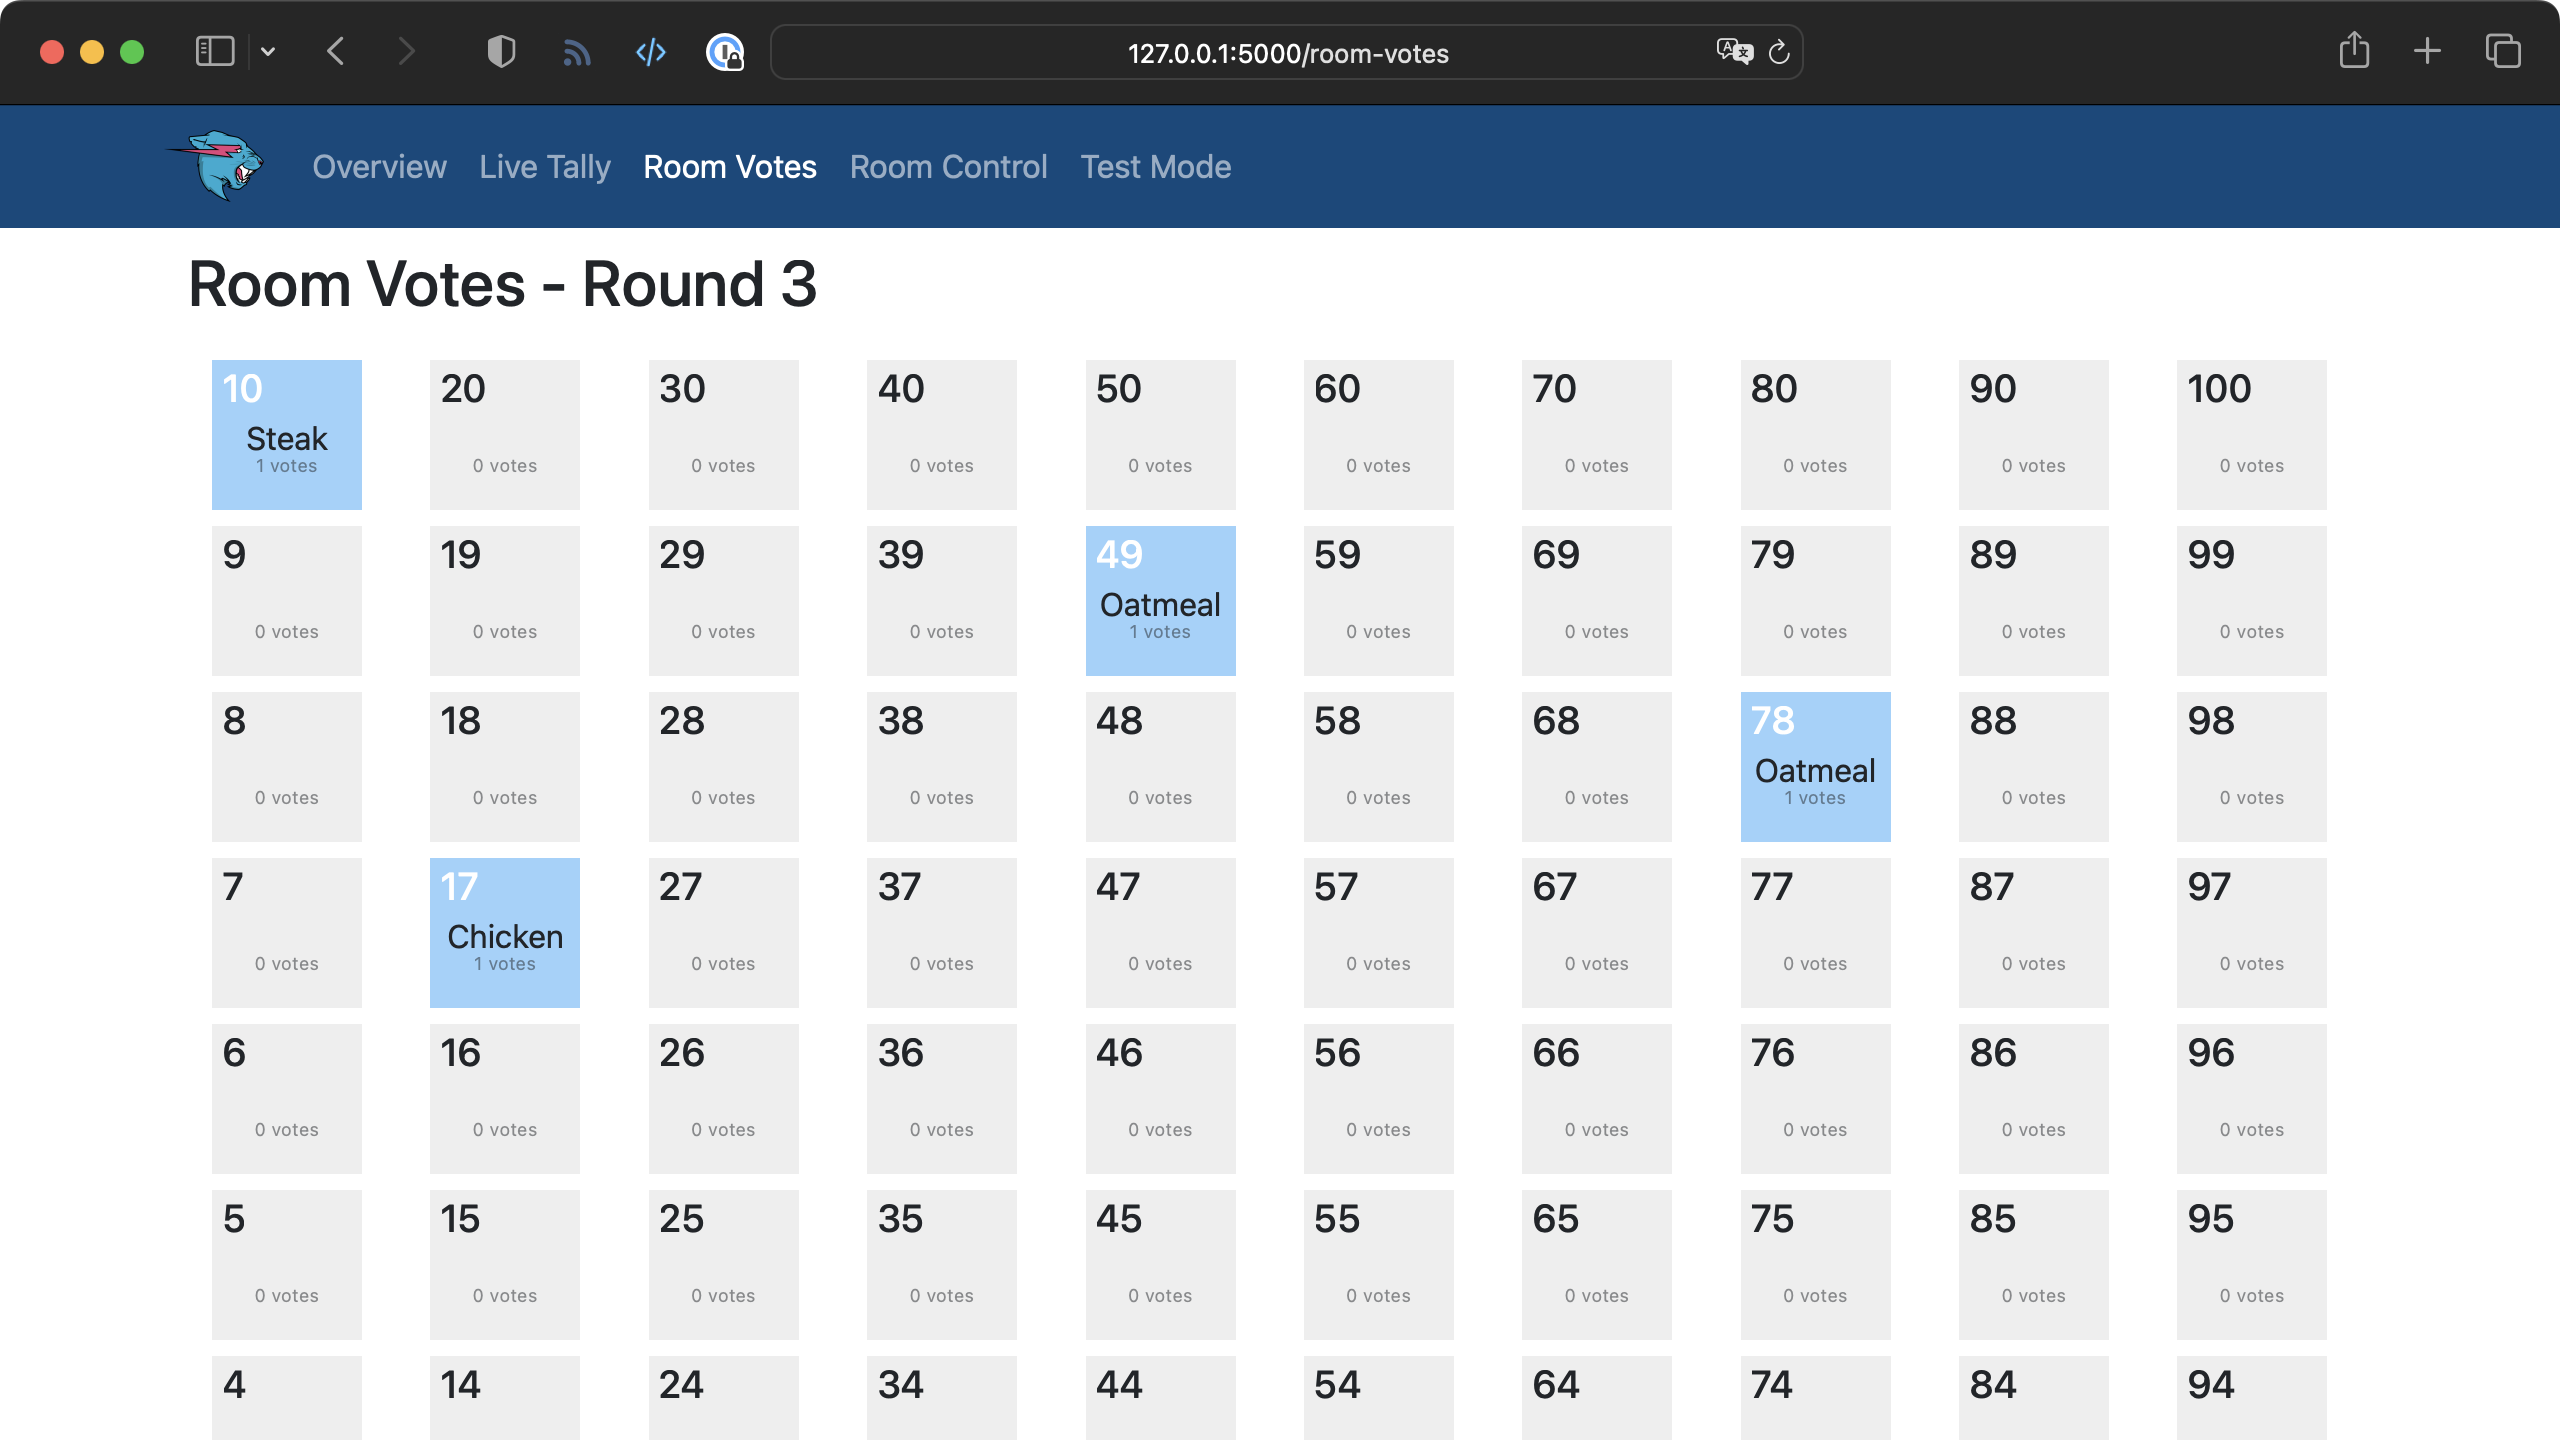 127.0.0.1:5000/room-votes
Overview Live Tally Room Votes Room Control Test Mode
Room Votes - Round 3
10 20 30 40 50 60 70 80 90 100
Steak
1 votes 0 votes 0 votes 0 votes 0 votes 0 votes 0 votes 0 votes 0 votes 0 votes
9 19 29 39 49 59 69 79 89 99
Oatmeal
0 votes 0 votes 0 votes 0 votes 1 votes 0 votes 0 votes 0 votes 0 votes 0 votes
8 18 28 38 48 58 68 78 88 98
Oatmeal
0 votes 0 votes 0 votes 0 votes 0 votes 0 votes 0 votes 1 votes 0 votes 0 votes
7 17 27 37 47 57 67 77 87 97
Chicken
0 votes 1 votes 0 votes 0 votes 0 votes 0 votes 0 votes 0 votes 0 votes 0 votes
6 16 26 36 46 56 66 76 86 96
0 votes 0 votes 0 votes 0 votes 0 votes 0 votes 0 votes 0 votes 0 votes 0 votes
5 15 25 35 45 55 65 75 85 95
0 votes 0 votes 0 votes 0 votes 0 votes 0 votes 0 votes 0 votes 0 votes 0 votes
4 14 24 34 44 54 64 74 84 94